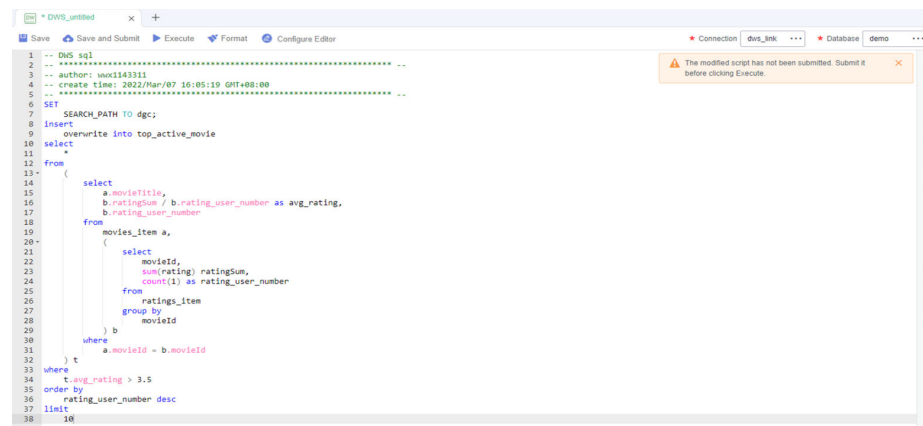 DW * DWS_untitled × +
Save Save and Submit Execute Format Configure Editor * Connection dws_link ··· * Database demo ···
The modified script has not been submitted. Submit it
before clicking Execute.
1 -- DWS sql
2 -- ******************************************************************** --
3 -- author: wwx1143311
4 -- create time: 2022/Mar/07 16:05:19 GMT+08:00
5 -- ******************************************************************** --
6 SET
7 SEARCH_PATH TO dgc;
8 insert
9 overwrite into top_active_movie
10 select
11 *
12 from
13 (
14 select
15 a.movieTitle,
16 b.ratingSum / b.rating_user_number as avg_rating,
17 b.rating_user_number
18 from
19 movies_item a,
20 (
21 select
22 movieId,
23 sum(rating) ratingSum,
24 count(1) as rating_user_number
25 from
26 ratings_item
27 group by
28 movieId
29 ) b
30 where
31 a.movieId = b.movieId
32 ) t
33 where
34 t.avg_rating > 3.5
35 order by
36 rating_user_number desc
37 limit
38 10